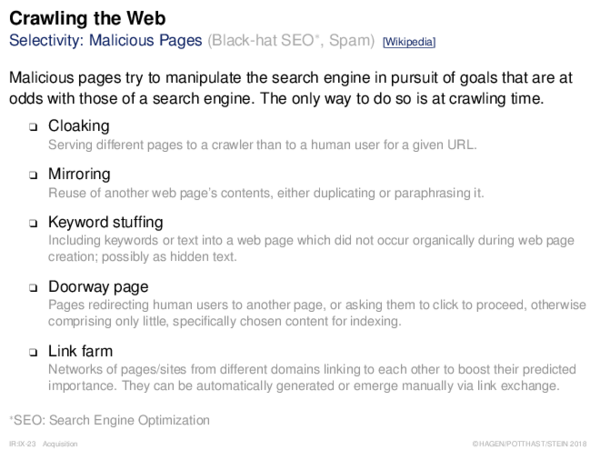 Crawling the Web
Selectivity: Malicious Pages (Black-hat SEO*, Spam) [Wikipedia]
Malicious pages try to manipulate the search engine in pursuit of goals that are at
odds with those of a search engine. The only way to do so is at crawling time.
❑ Cloaking
Serving different pages to a crawler than to a human user for a given URL.
❑ Mirroring
Reuse of another web page's contents, either duplicating or paraphrasing it.
❑ Keyword stuffing
Including keywords or text into a web page which did not occur organically during web page
creation; possibly as hidden text.
❑ Doorway page
Pages redirecting human users to another page, or asking them to click to proceed, otherwise
comprising only little, specifically chosen content for indexing.
❑ Link farm
Networks of pages/sites from different domains linking to each other to boost their predicted
importance. They can be automatically generated or emerge manually via link exchange.
*SEO: Search Engine Optimization
IR:IX-23 Acquisition ©HAGEN/POTTHAST/STEIN 2018